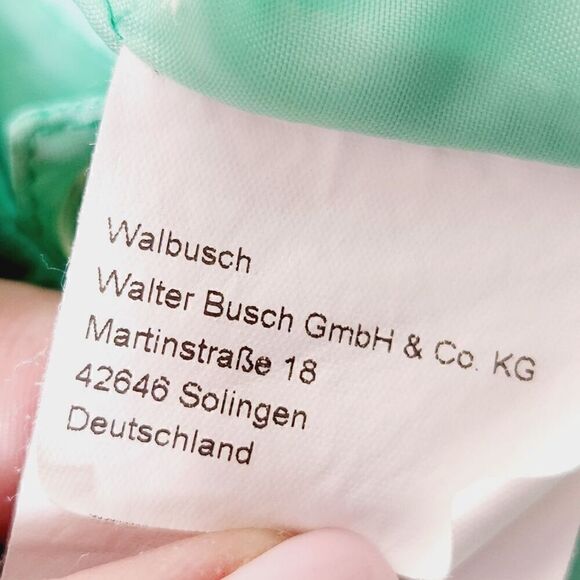 Walbusch
Walter Busch GmbH & Co. KG
Martinstraße 18
42646 Solingen
Deutschland